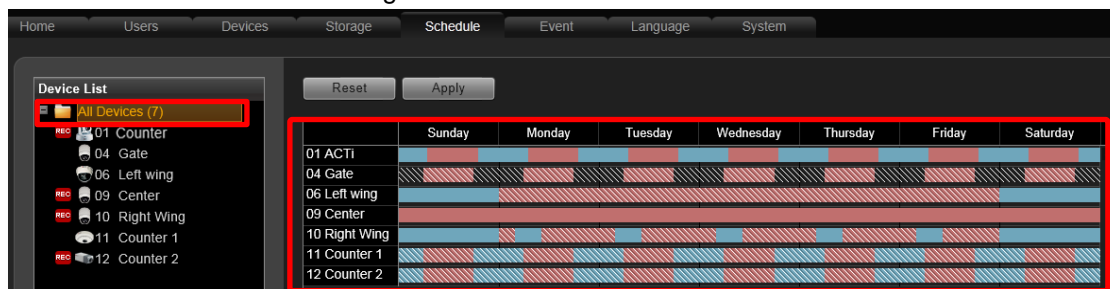 Home Users Devices Storage Schedule Event Language System
Device List
All Devices (7)
REC 01 Counter
04 Gate
06 Left wing
REC 09 Center
REC 10 Right Wing
11 Counter 1
REC 12 Counter 2
Reset Apply
Sunday Monday Tuesday Wednesday Thursday Friday Saturday
01 ACTi
04 Gate
06 Left wing
09 Center
10 Right Wing
11 Counter 1
12 Counter 2